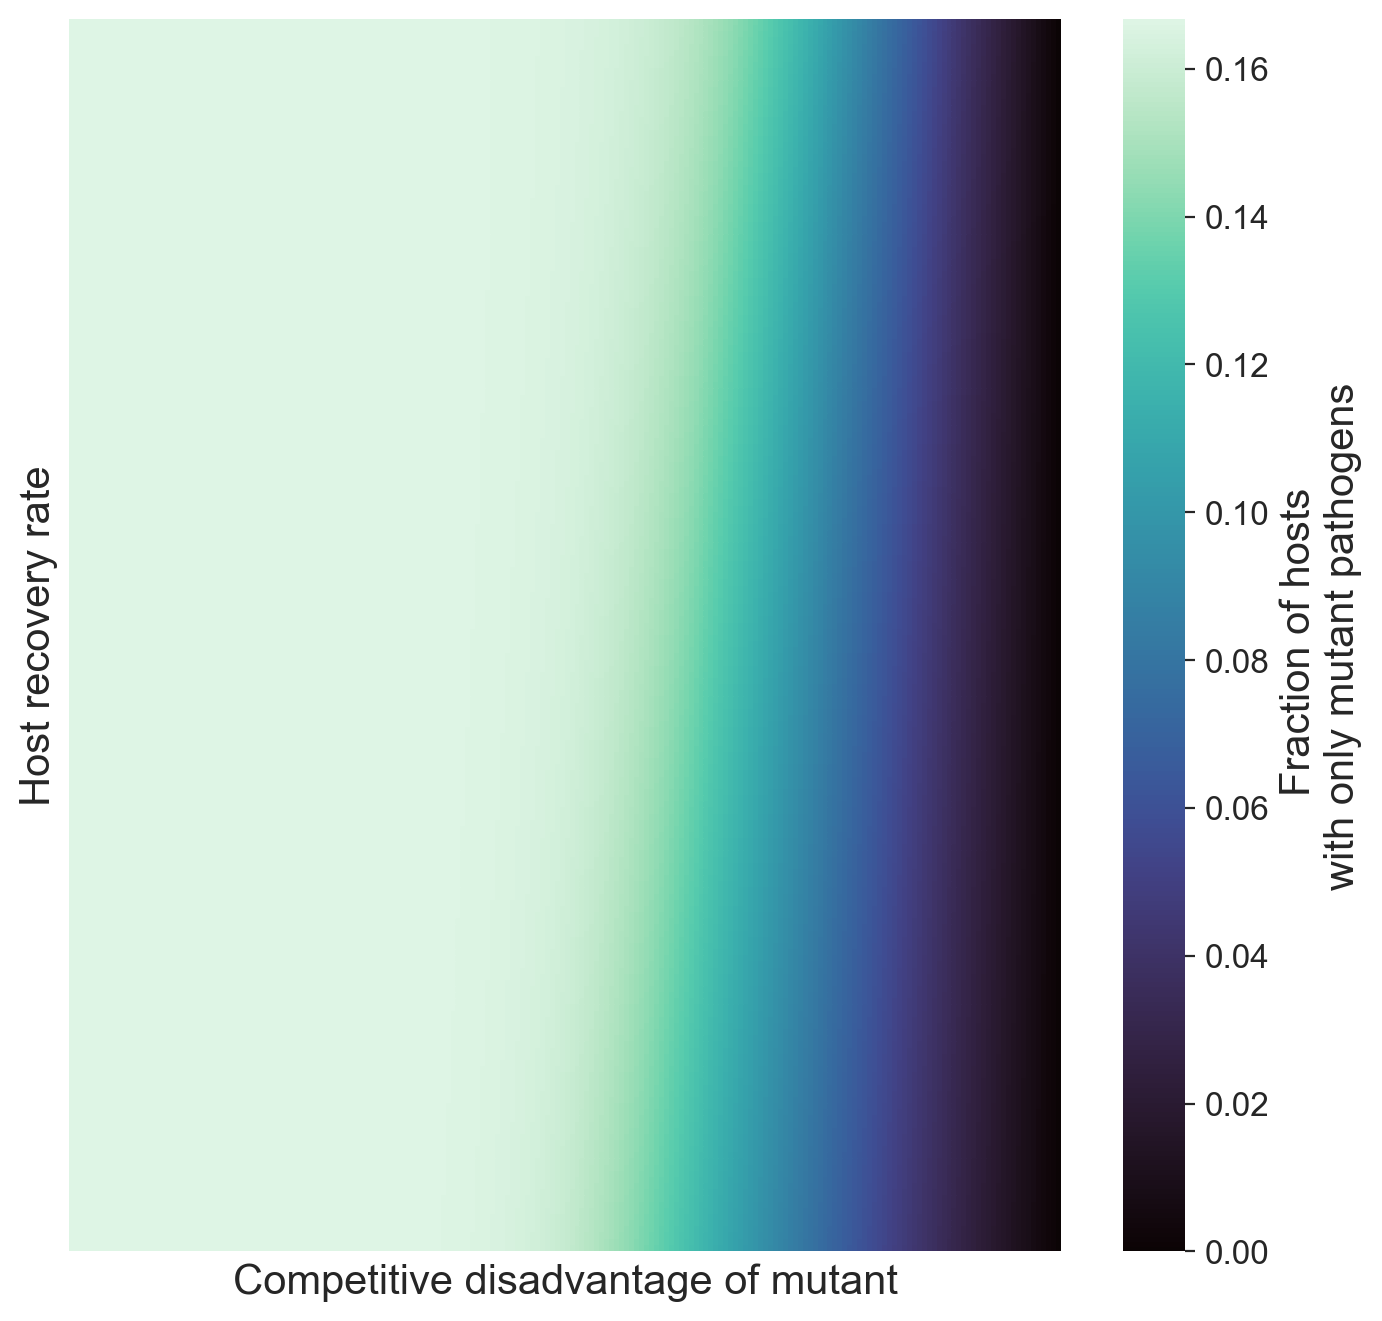 Host recovery rate
Competitive disadvantage of mutant
0.16
0.14
0.12
0.10
0.08
0.06
0.04
0.02
0.00
Fraction of hosts
with only mutant pathogens